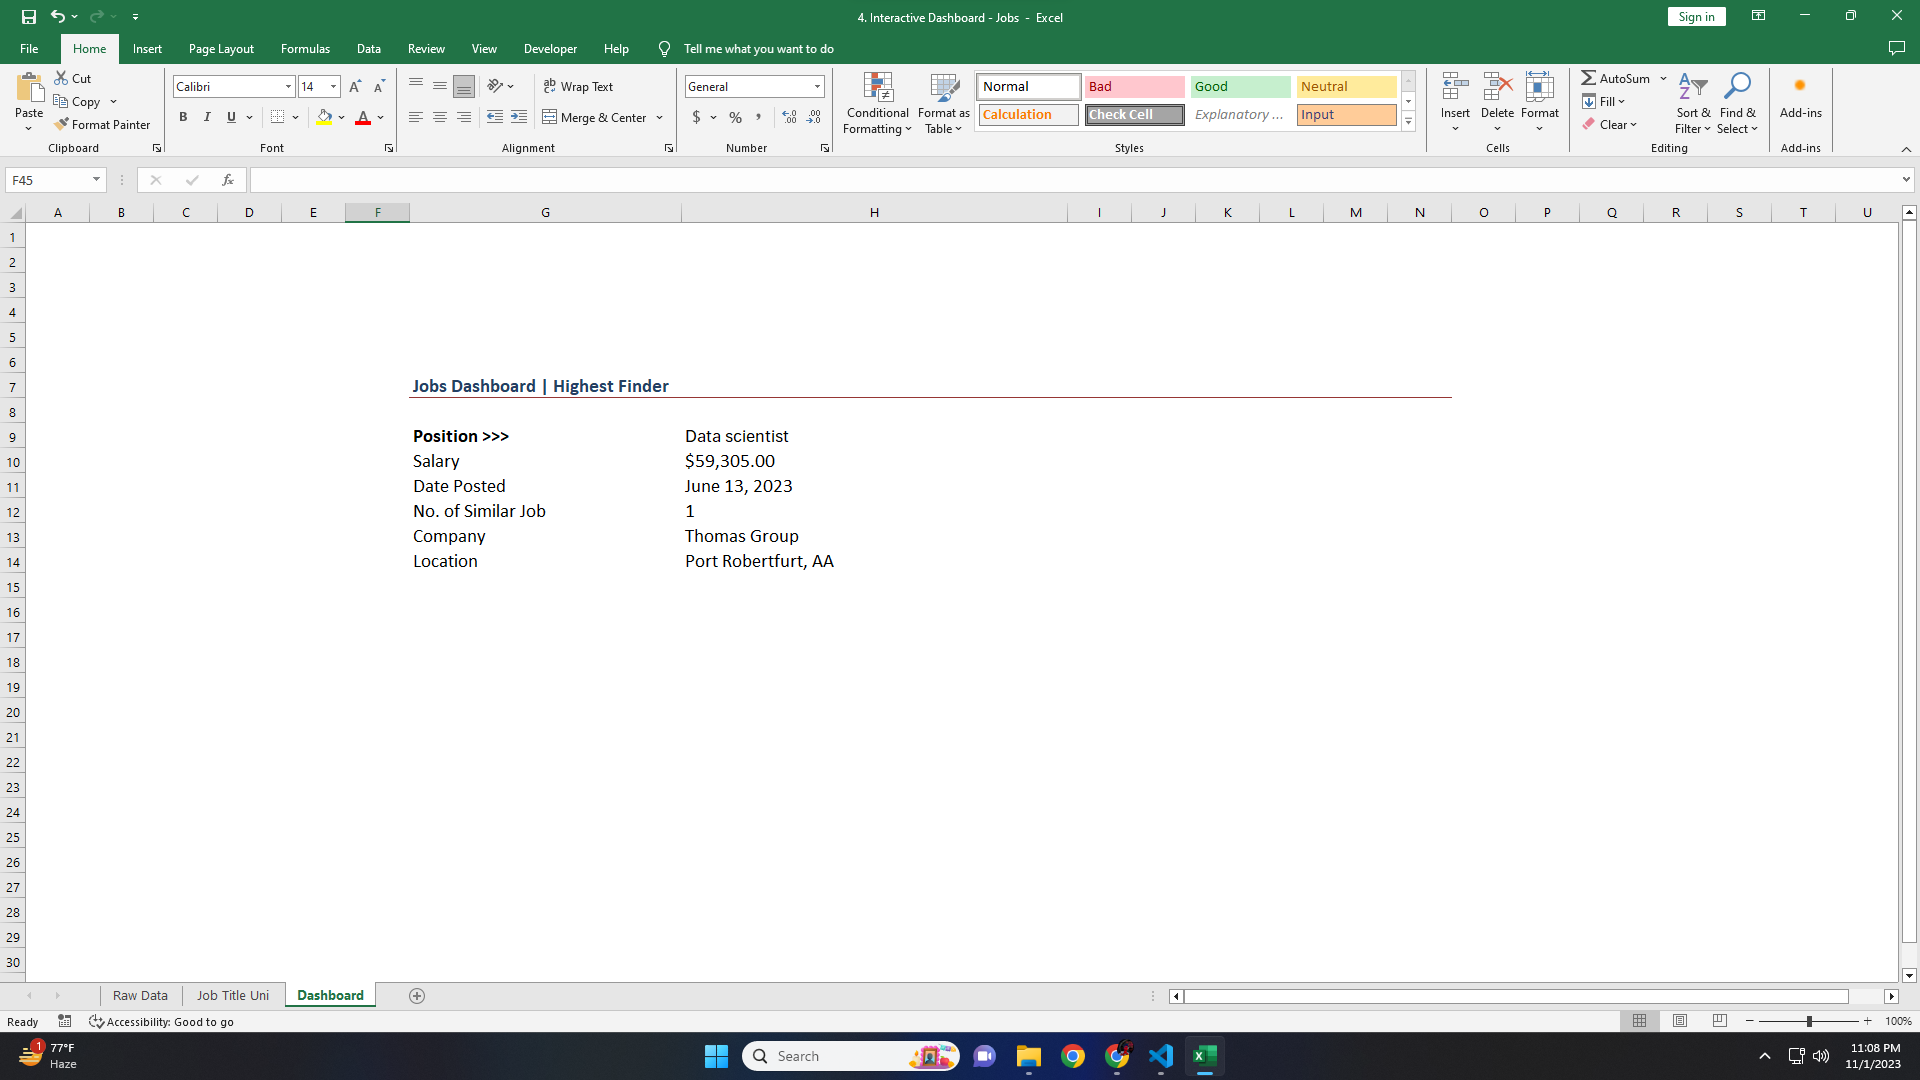 4. Interactive Dashboard - Jobs - Excel
Sign in
File Home Insert Page Layout Formulas Data Review View Developer Help Tell me what you want to do
Paste
Cut
Copy
Format Painter
Clipboard
Calibri 14
B I U
Font
Wrap Text
Merge & Center
Alignment
General
$ % ,
Number
Conditional Formatting
Format as Table
Normal Bad Good Neutral
Calculation Check Cell Explanatory ... Input
Styles
Insert Delete Format
Cells
AutoSum
Fill
Clear
Sort & Filter
Find & Select
Editing
Add-ins
Add-ins
F45
fx
A B C D E F G H I J K L M N O P Q R S T U
1
2
3
4
5
6
7 Jobs Dashboard | Highest Finder
8
9 Position >>> Data scientist
10 Salary $59,305.00
11 Date Posted June 13, 2023
12 No. of Similar Job 1
13 Company Thomas Group
14 Location Port Robertfurt, AA
15
16
17
18
19
20
21
22
23
24
25
26
27
28
29
30
Raw Data Job Title Uni Dashboard
Ready Accessibility: Good to go 100%
1 77°F
Haze
Search
11:08 PM
11/1/2023